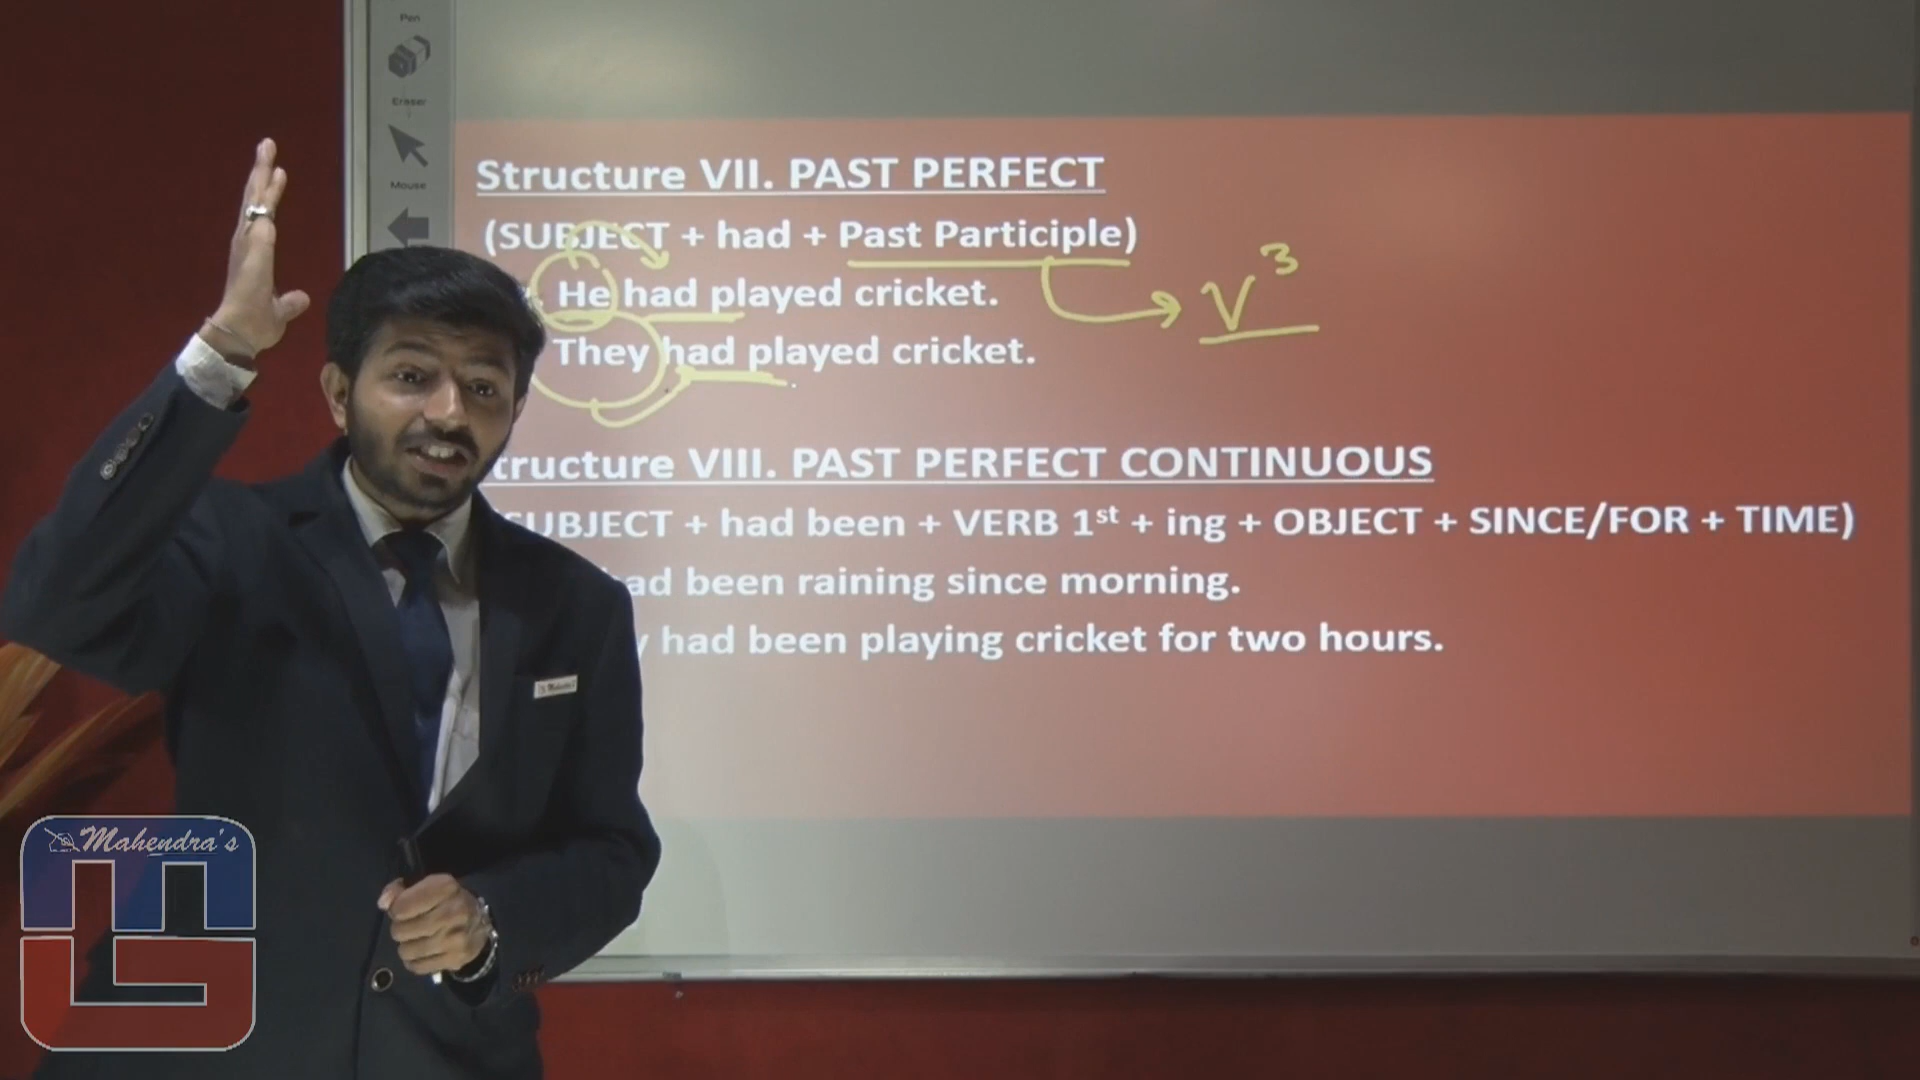 Pen
Eraser
Mouse
Structure VII. PAST PERFECT
(SUBJECT + had + Past Participle)
He had played cricket.
V³
They had played cricket.
tructure VIII. PAST PERFECT CONTINUOUS
SUBJECT + had been + VERB 1st + ing + OBJECT + SINCE/FOR + TIME)
had been raining since morning.
y had been playing cricket for two hours.
Mahendra's